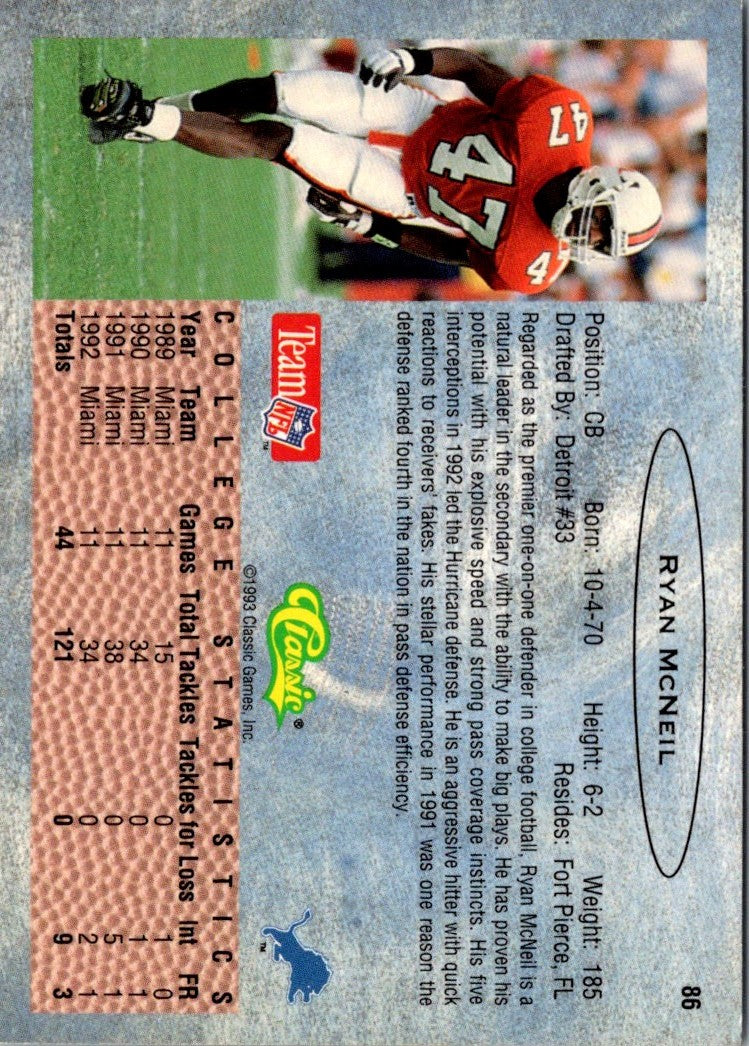 86
RYAN MCNEIL
Position: CB Born: 10-4-70 Height: 6-2 Weight: 185
Drafted By: Detroit #33 Resides: Fort Pierce, FL
Regarded as the premier one-on-one defender in college football, Ryan McNeil is a
natural leader in the secondary with the ability to make big plays. He has proven his
potential with his explosive speed and strong pass coverage instincts. His five
interceptions in 1992 led the Hurricane defense. He is an aggressive hitter with quick
reactions to receivers' fakes. His stellar performance in 1991 was one reason the
defense ranked fourth in the nation in pass defense efficiency.
47
47
4
Team NFL ™
Classic ®
™
©1993 Classic Games, Inc.
COLLEGE STATISTICS
Year Team Games Total Tackles Tackles for Loss Int FR
1989 Miami 11 15 0 1 0
1990 Miami 11 34 0 1 1
1991 Miami 11 38 0 5 1
1992 Miami 11 34 0 2 1
Totals 44 121 0 9 3